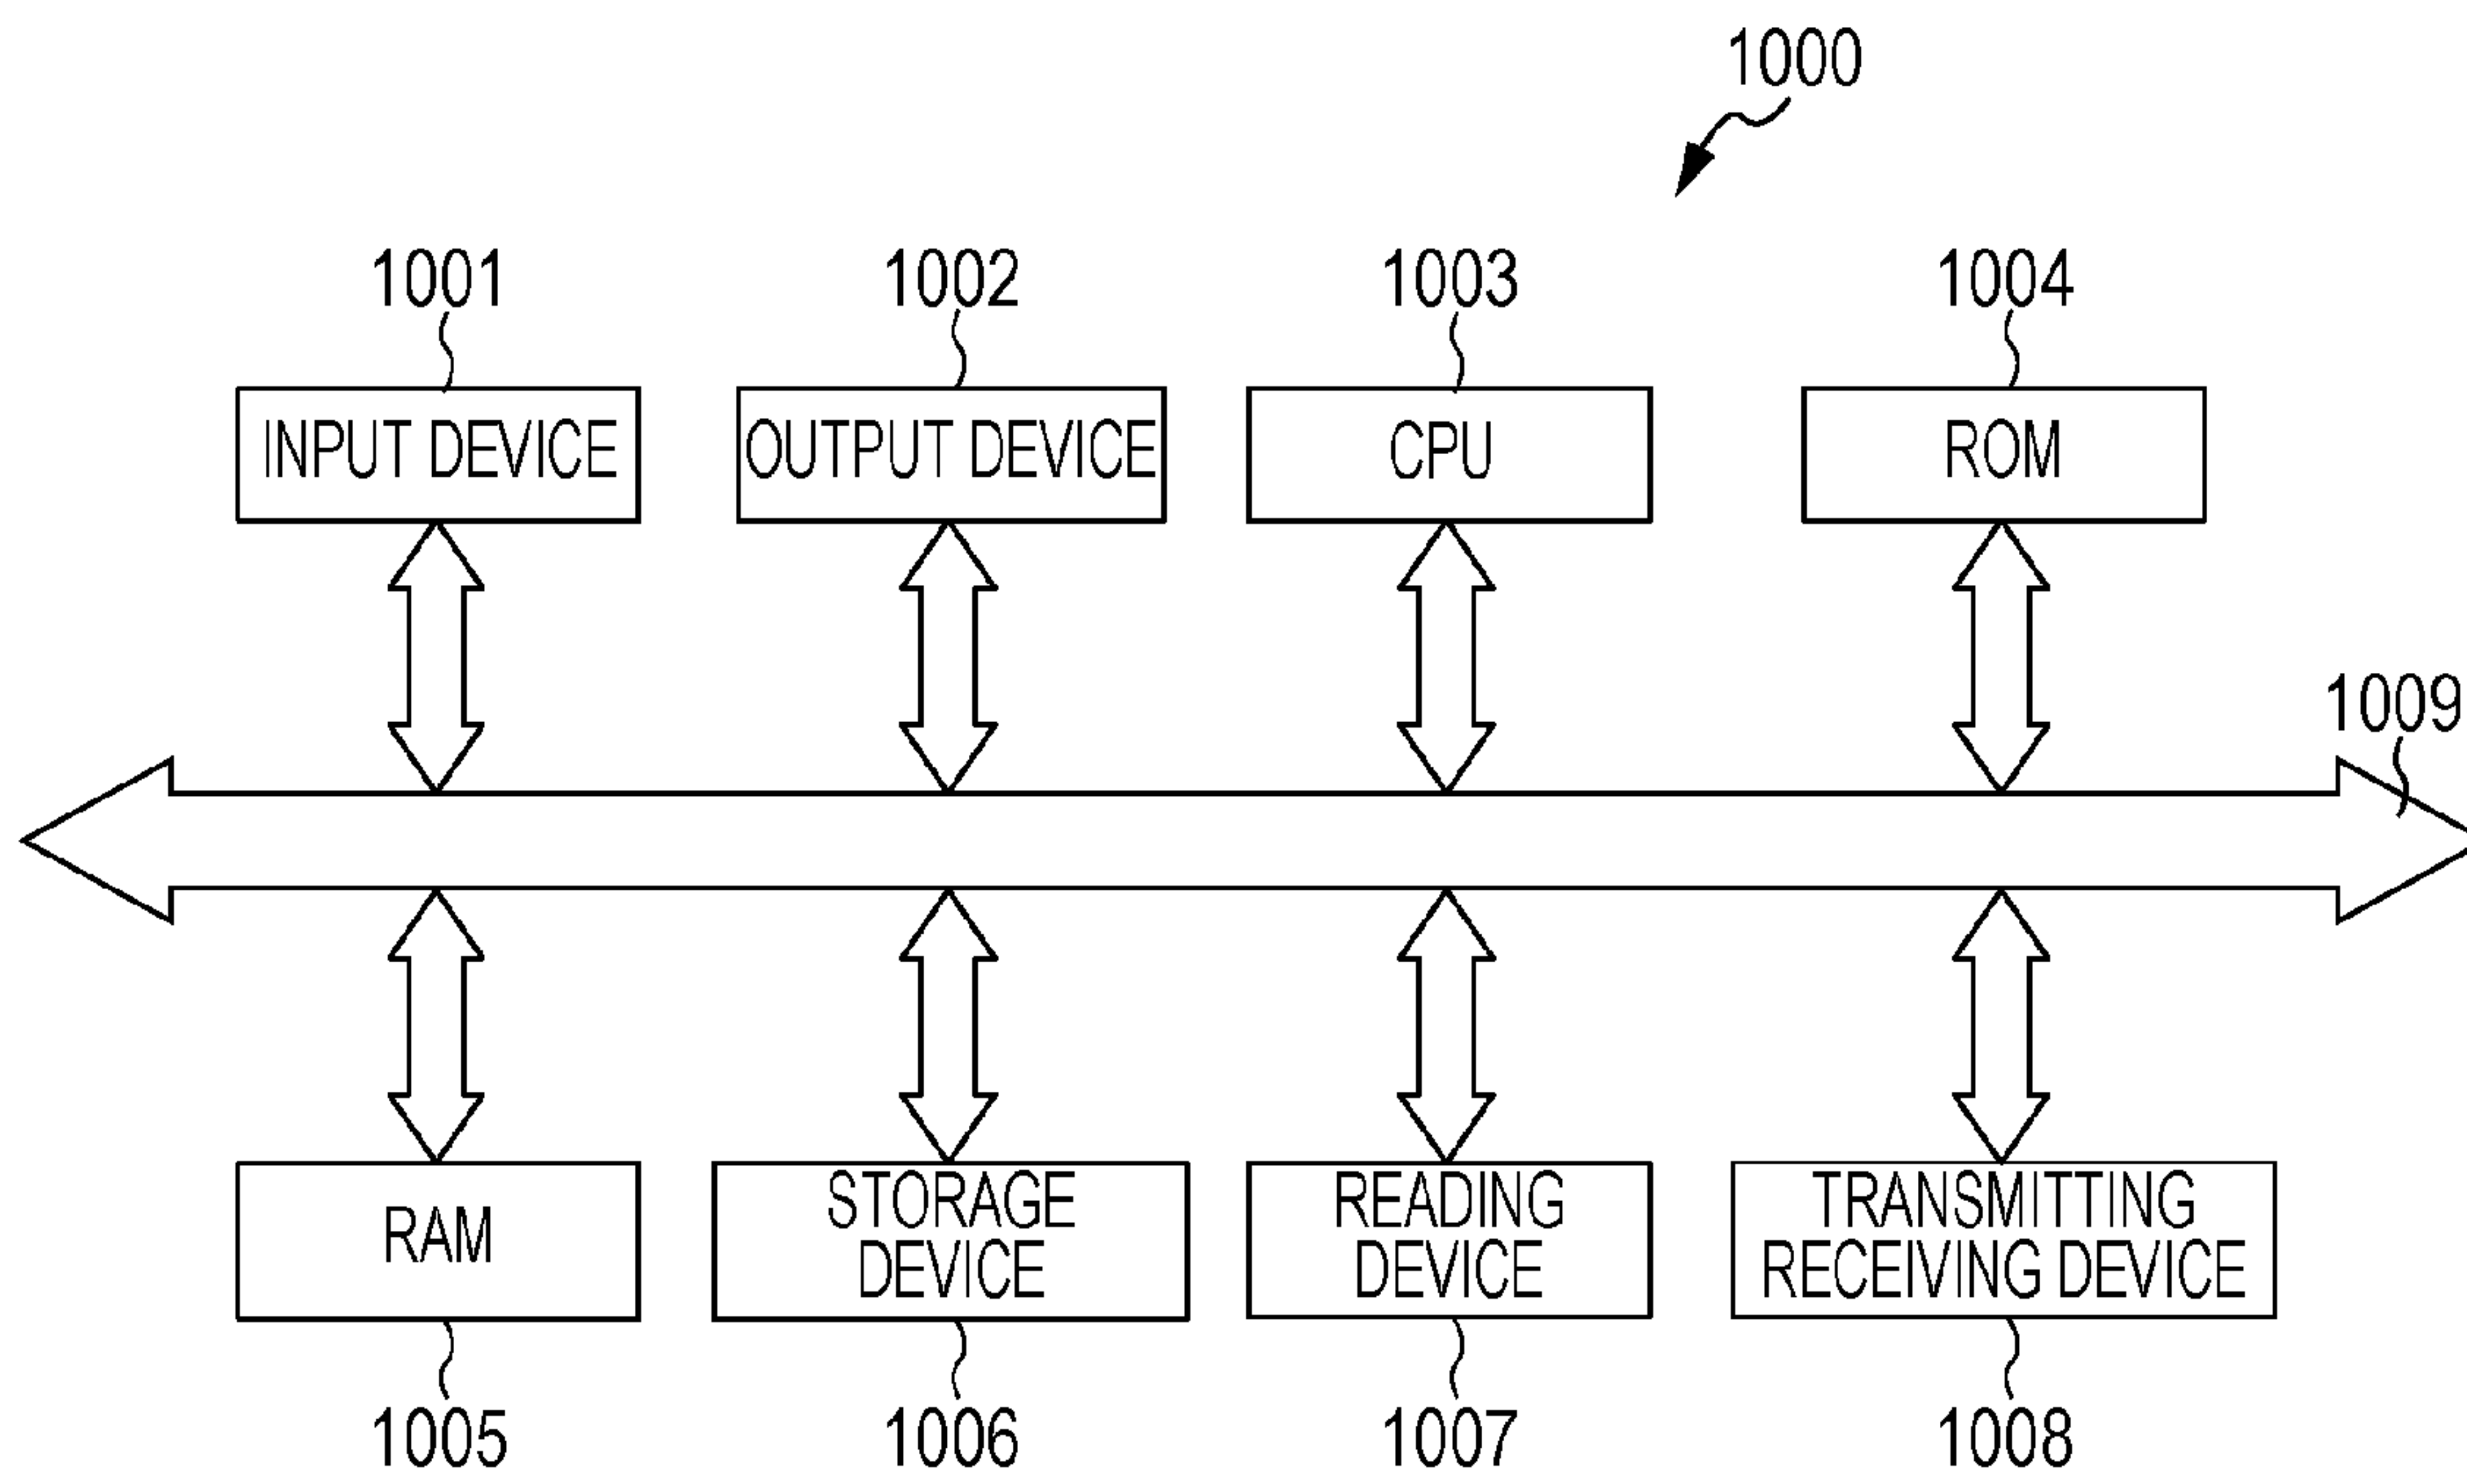 1000
1001
1002
1003
1004
INPUT DEVICE
OUTPUT DEVICE
CPU
ROM
1009
RAM
STORAGE
DEVICE
READING
DEVICE
TRANSMITTING
RECEIVING DEVICE
1005
1006
1007
1008